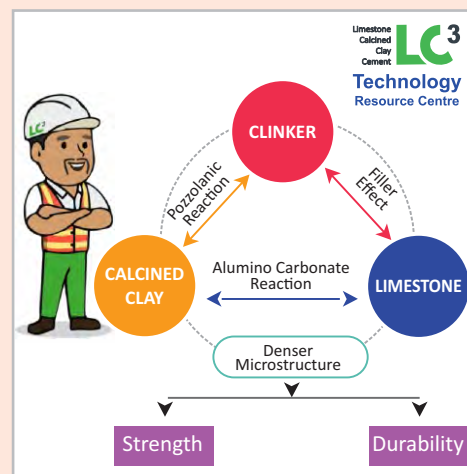 Limestone
Calcined
Clay
Cement
LC3
Technology
Resource Centre
LC3
CLINKER
Pozzolanic
Reaction
Filler
Effect
CALCINED
CLAY
Alumino Carbonate
Reaction
LIMESTONE
Denser
Microstructure
Strength
Durability